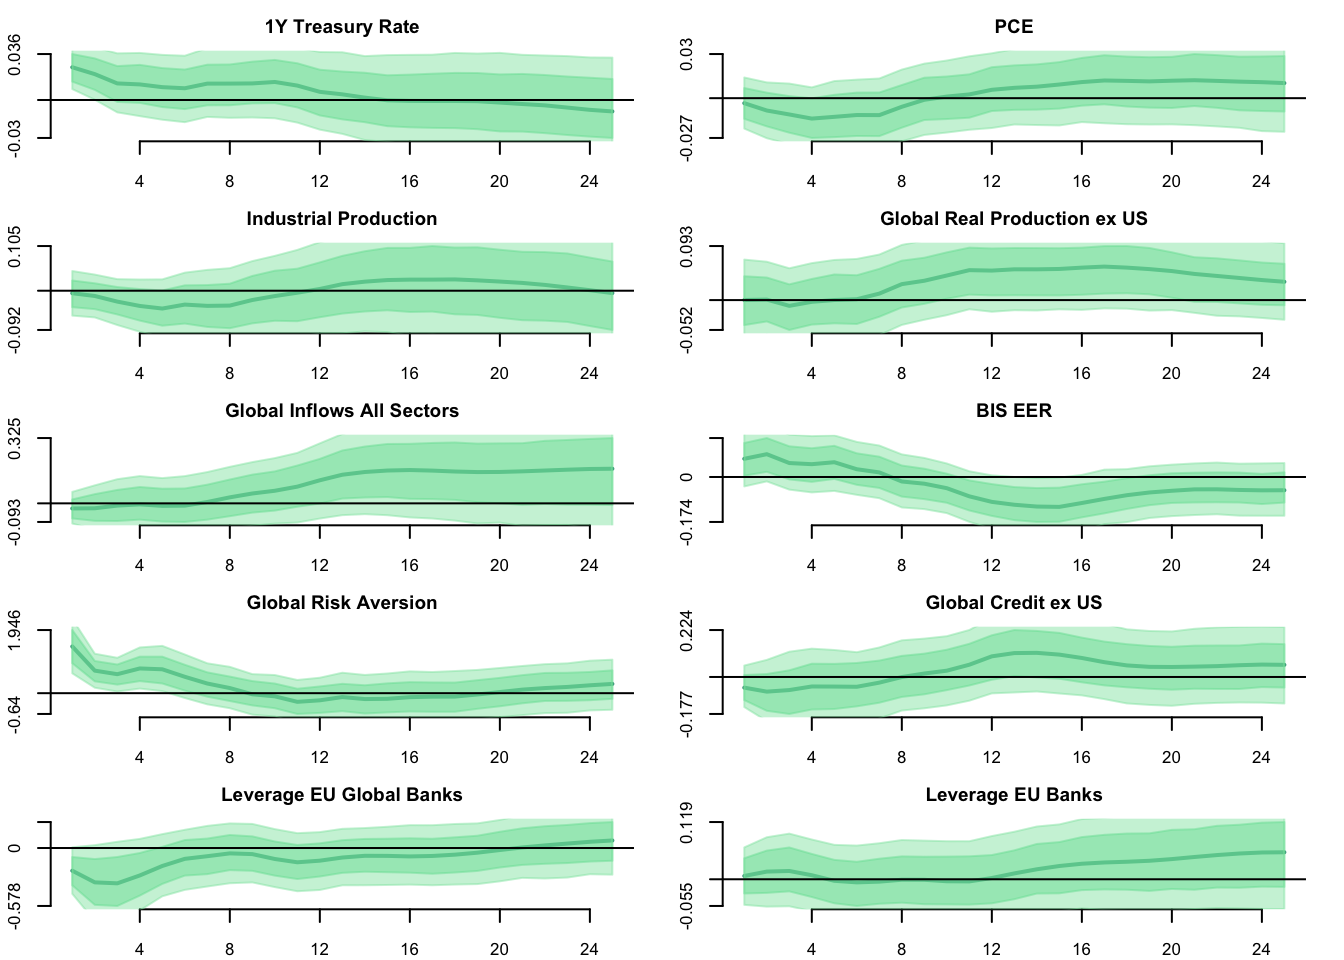 1Y Treasury Rate
0.036
-0.03
4 8 12 16 20 24
PCE
0.03
-0.027
4 8 12 16 20 24
Industrial Production
0.105
-0.092
4 8 12 16 20 24
Global Real Production ex US
0.093
-0.052
4 8 12 16 20 24
Global Inflows All Sectors
0.325
-0.093
4 8 12 16 20 24
BIS EER
0
-0.174
4 8 12 16 20 24
Global Risk Aversion
1.946
-0.64
4 8 12 16 20 24
Global Credit ex US
0.224
-0.177
4 8 12 16 20 24
Leverage EU Global Banks
0
-0.578
4 8 12 16 20 24
Leverage EU Banks
0.119
-0.055
4 8 12 16 20 24